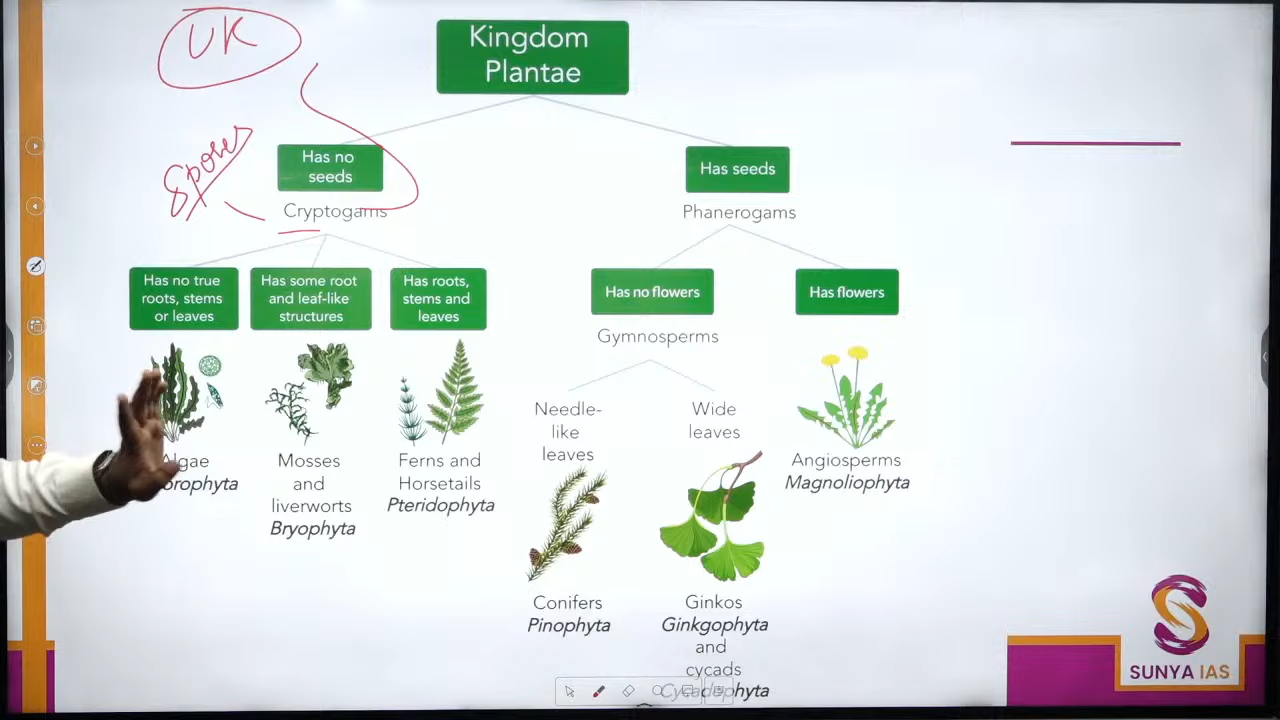 UK
Kingdom
Plantae
Spores
Has no
seeds
Has seeds
Cryptogams
Phanerogams
Has no true
roots, stems
or leaves
Has some root
and leaf-like
structures
Has roots,
stems and
leaves
Has no flowers
Has flowers
Gymnosperms
Needle-
like
leaves
Wide
leaves
Algae
Mosses
and
liverworts
Bryophyta
Ferns and
Horsetails
Pteridophyta
Angiosperms
Magnoliophyta
Conifers
Pinophyta
Ginkos
Ginkgophyta
and
cycads
Cycadophyta
SUNYA IAS